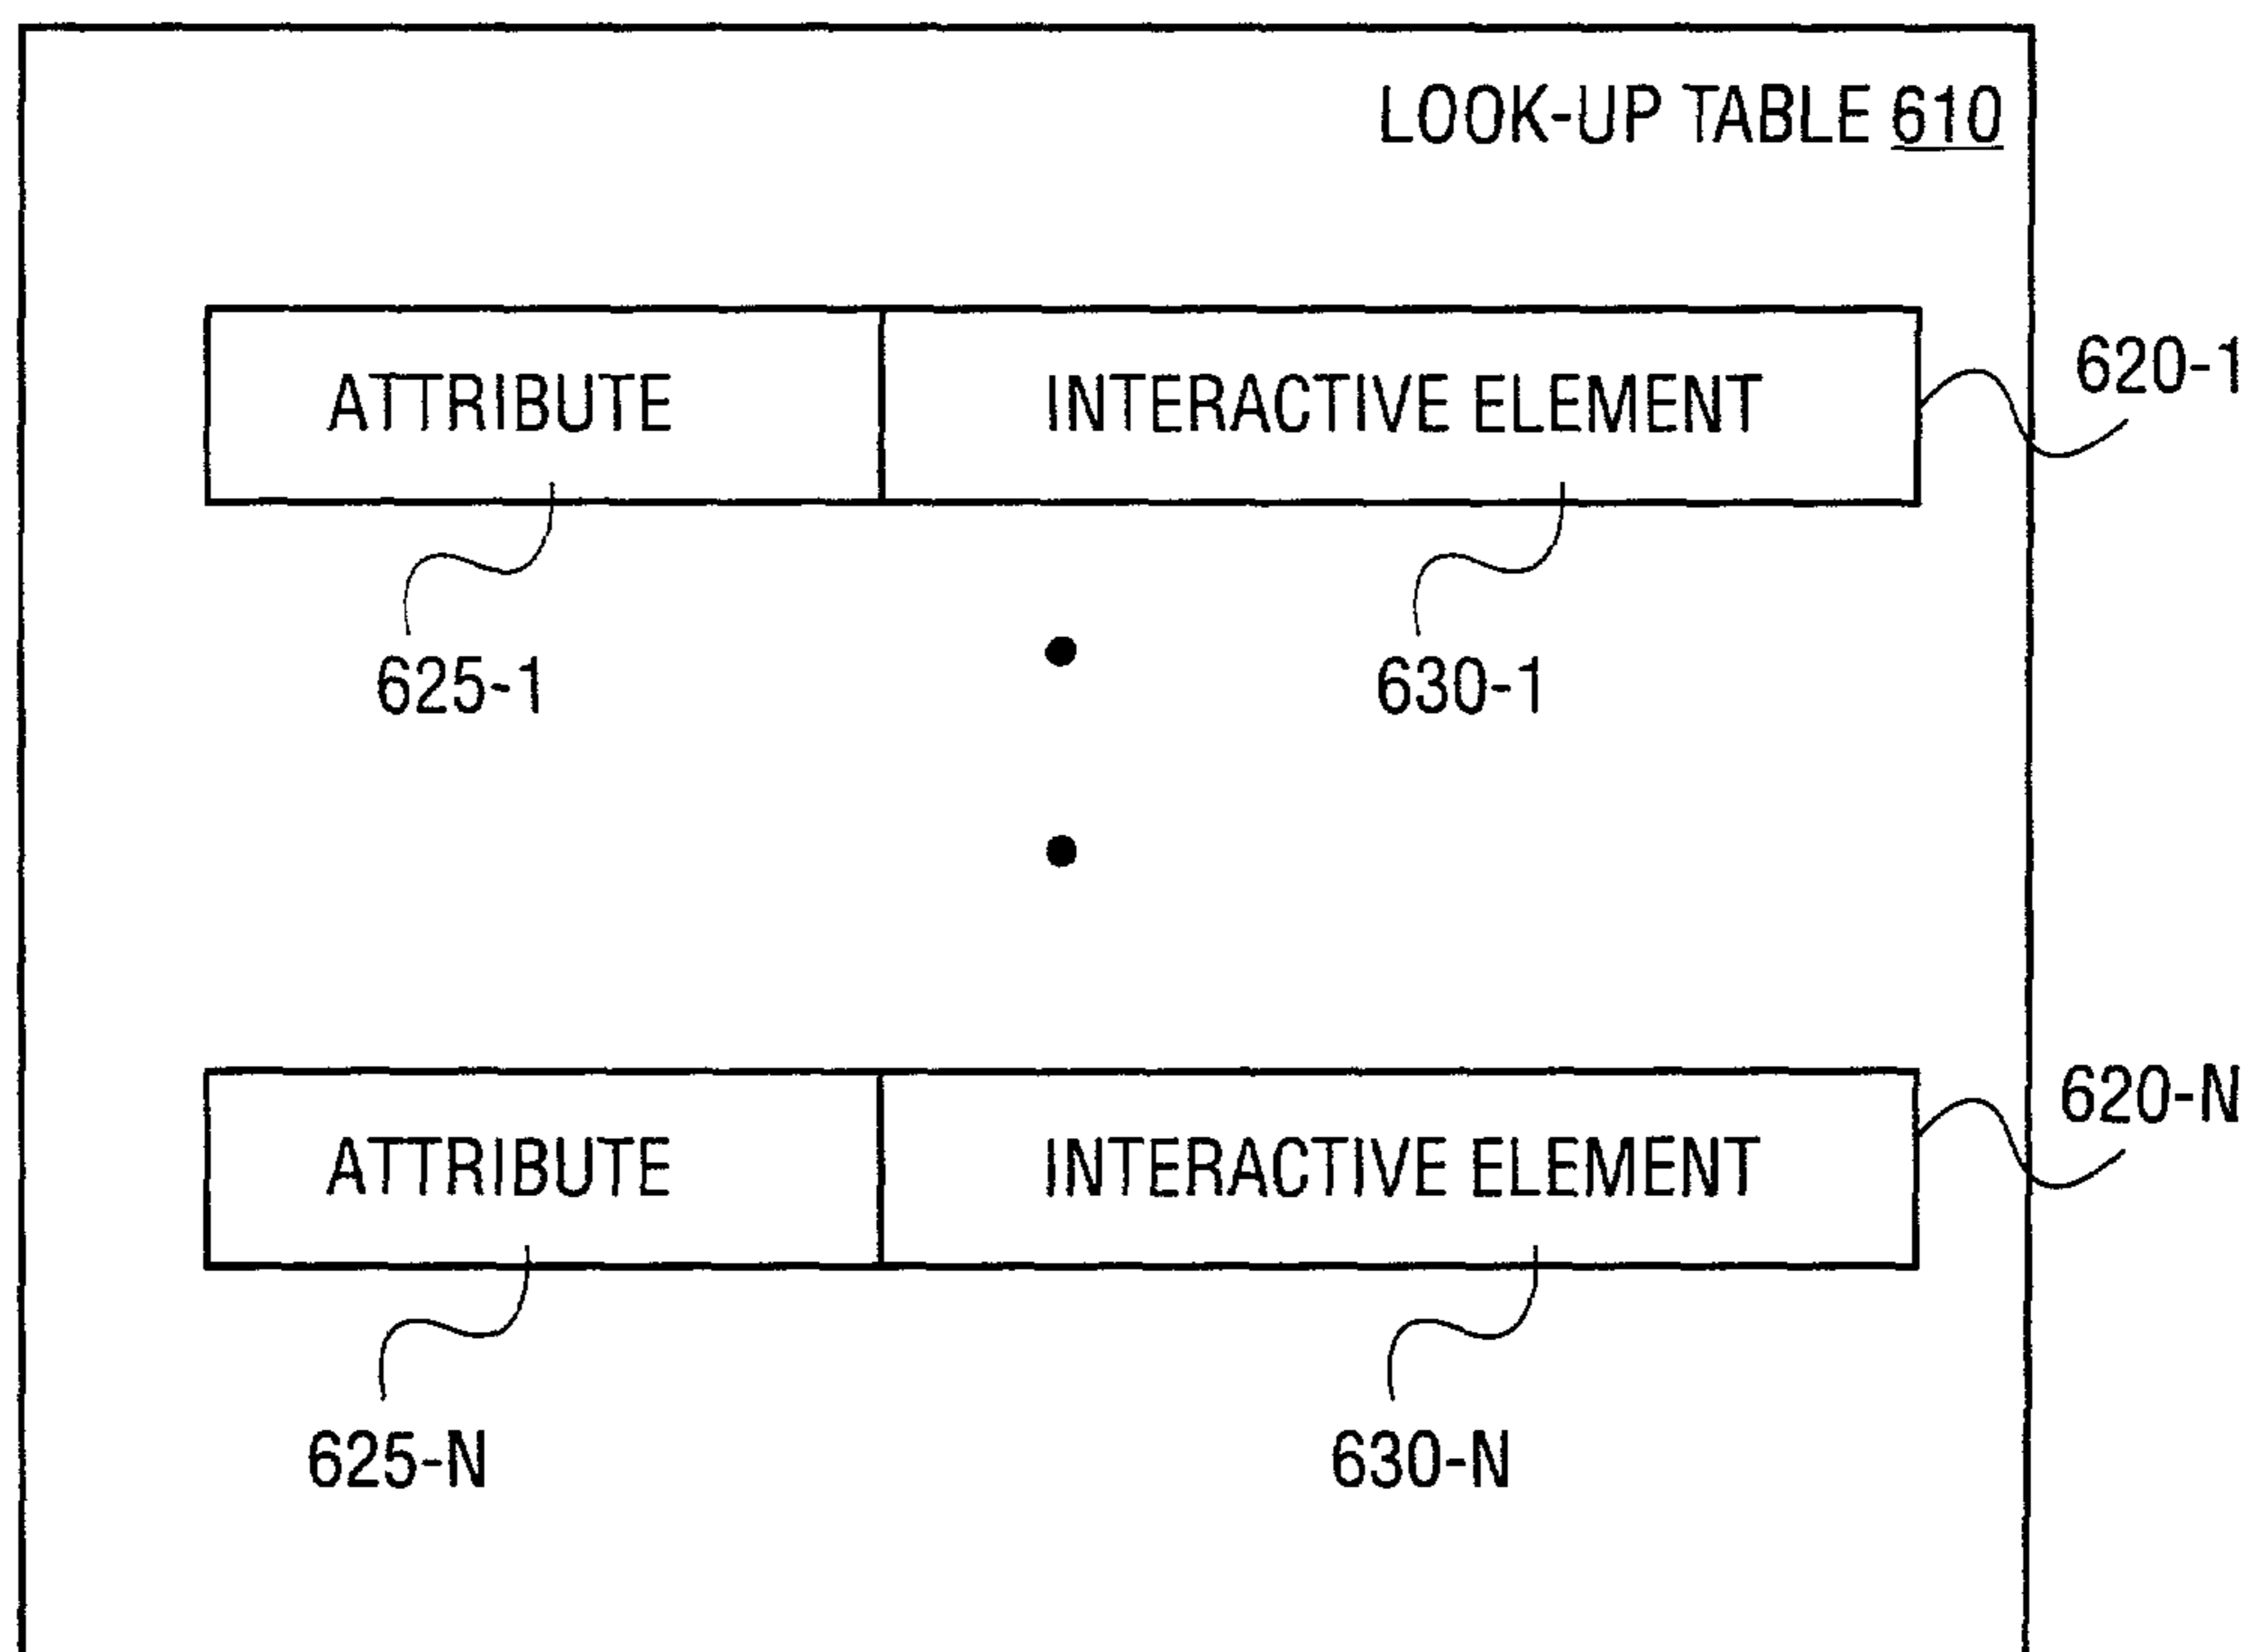 LOOK-UP TABLE 610
ATTRIBUTE
INTERACTIVE ELEMENT
620-1
625-1
630-1
ATTRIBUTE
INTERACTIVE ELEMENT
620-N
625-N
630-N